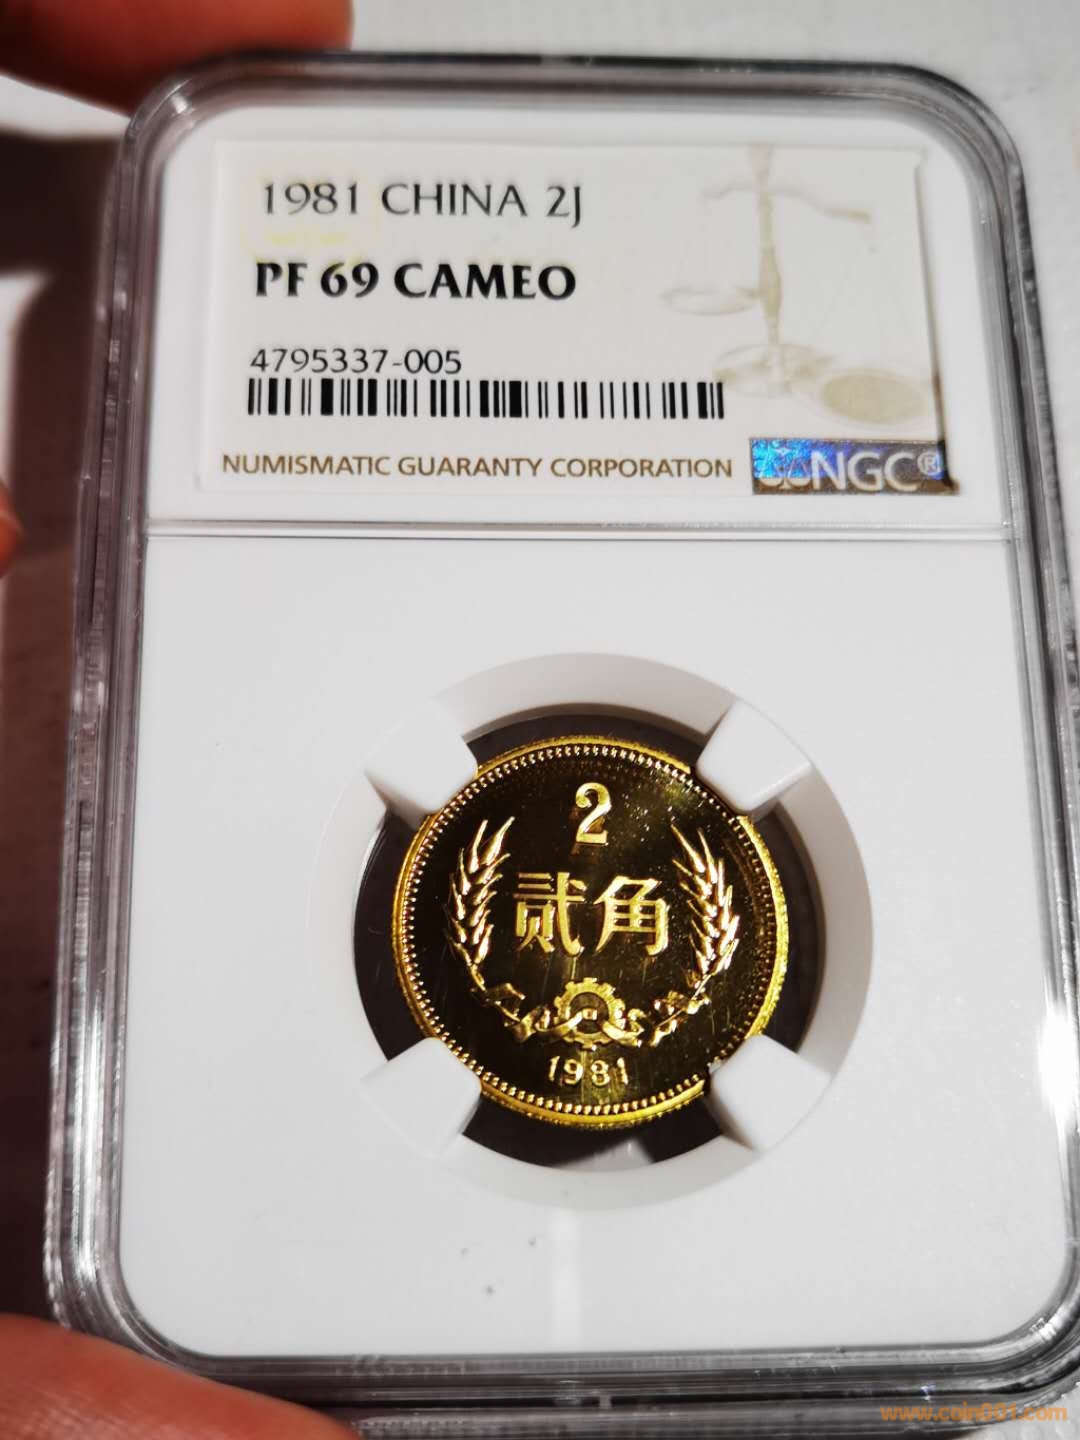 1981 CHINA 2J
PF 69 CAMEO
4795337-005
NUMISMATIC GUARANTY CORPORATION
NGC®
2
贰角
1981
www.coin001.com